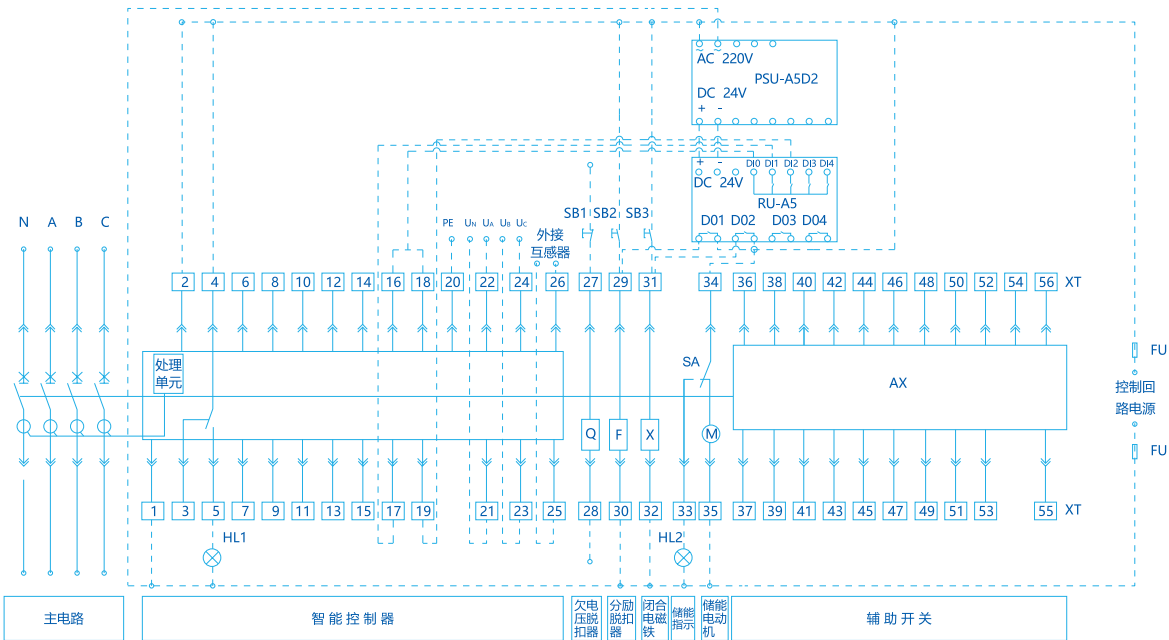 AC 220V
PSU-A5D2
DC 24V
+ -
+ - DI0 DI1 DI2 DI3 DI4
DC 24V
RU-A5
D01 D02 D03 D04
N A B C
PE UN UA UB UC
外接
互感器
SB1 SB2 SB3
2 4 6 8 10 12 14 16 18 20 22 24 26 27 29 31 34 36 38 40 42 44 46 48 50 52 54 56 XT
处理
单元
SA
AX
FU
控制回
路电源
FU
Q F X M
1 3 5 7 9 11 13 15 17 19 21 23 25 28 30 32 33 35 37 39 41 43 45 47 49 51 53 55 XT
HL1
HL2
主电路
智能控制器
欠电
压脱
扣器
分励
脱扣
器
闭合
电磁
铁
储能
指示
储能
电动
机
辅助开关